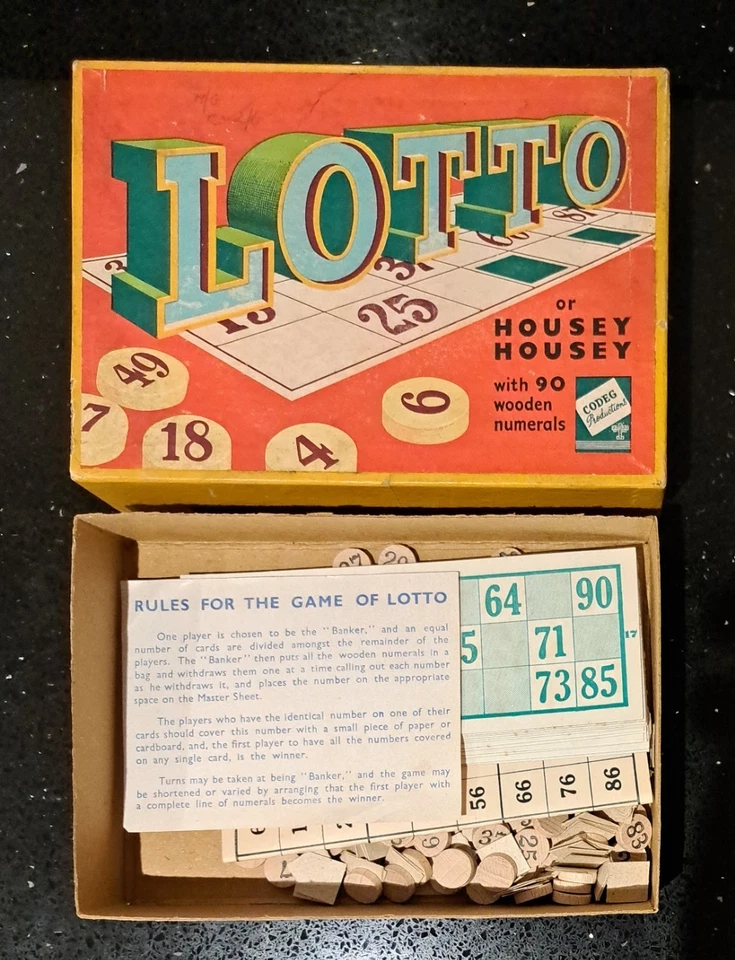 LOTTO
or
HOUSEY
HOUSEY
with 90
wooden
numerals
CODEG
Productions
25
49
7
18
4
6
RULES FOR THE GAME OF LOTTO
One player is chosen to be the "Banker," and an equal
number of cards are divided amongst the remainder of the
players. The "Banker" then puts all the wooden numerals in a
bag and withdraws them one at a time calling out each number
as he withdraws it, and places the number on the appropriate
space on the Master Sheet.
The players who have the identical number on one of their
cards should cover this number with a small piece of paper or
cardboard, and, the first player to have all the numbers covered
on any single card, is the winner.
Turns may be taken at being "Banker," and the game may
be shortened or varied by arranging that the first player with
a complete line of numerals becomes the winner.
64 90
5 71
73 85
17
56 66 76 86
25
83